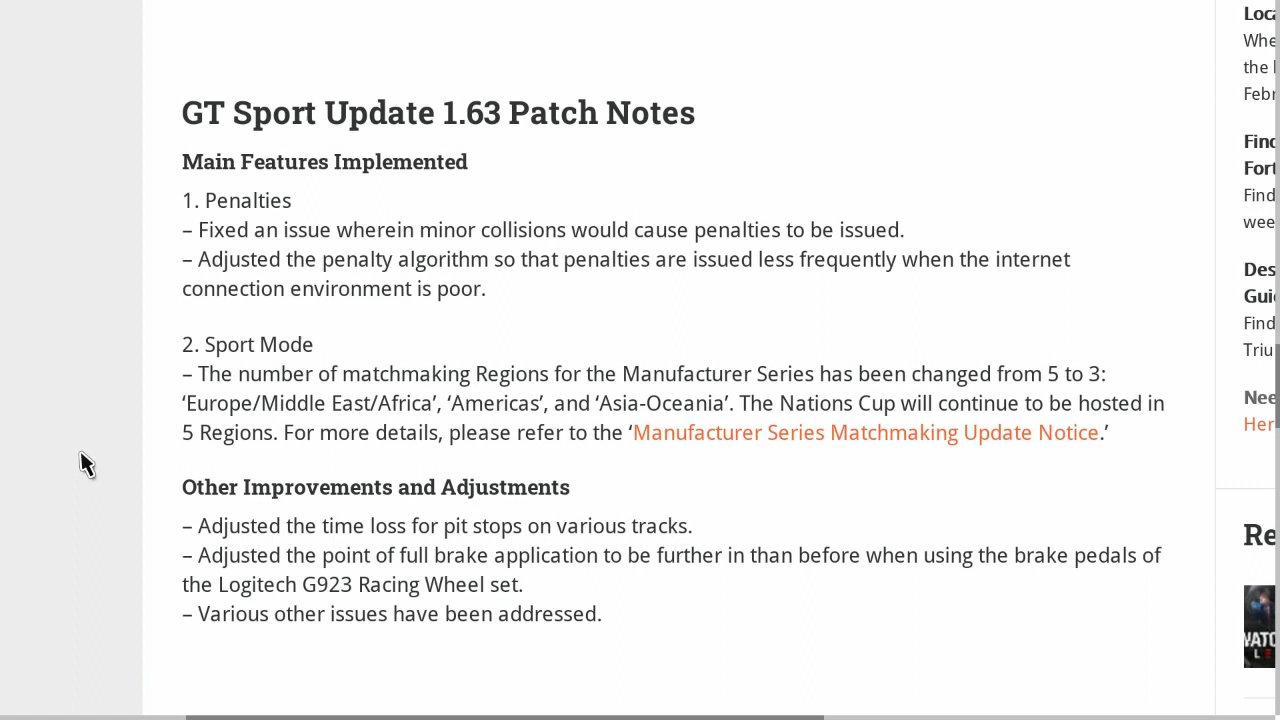 GT Sport Update 1.63 Patch Notes
Main Features Implemented
1. Penalties
– Fixed an issue wherein minor collisions would cause penalties to be issued.
– Adjusted the penalty algorithm so that penalties are issued less frequently when the internet
connection environment is poor.
2. Sport Mode
– The number of matchmaking Regions for the Manufacturer Series has been changed from 5 to 3:
‘Europe/Middle East/Africa’, ‘Americas’, and ‘Asia-Oceania’. The Nations Cup will continue to be hosted in
5 Regions. For more details, please refer to the ‘Manufacturer Series Matchmaking Update Notice.’
Other Improvements and Adjustments
– Adjusted the time loss for pit stops on various tracks.
– Adjusted the point of full brake application to be further in than before when using the brake pedals of
the Logitech G923 Racing Wheel set.
– Various other issues have been addressed.
the
Find
Find